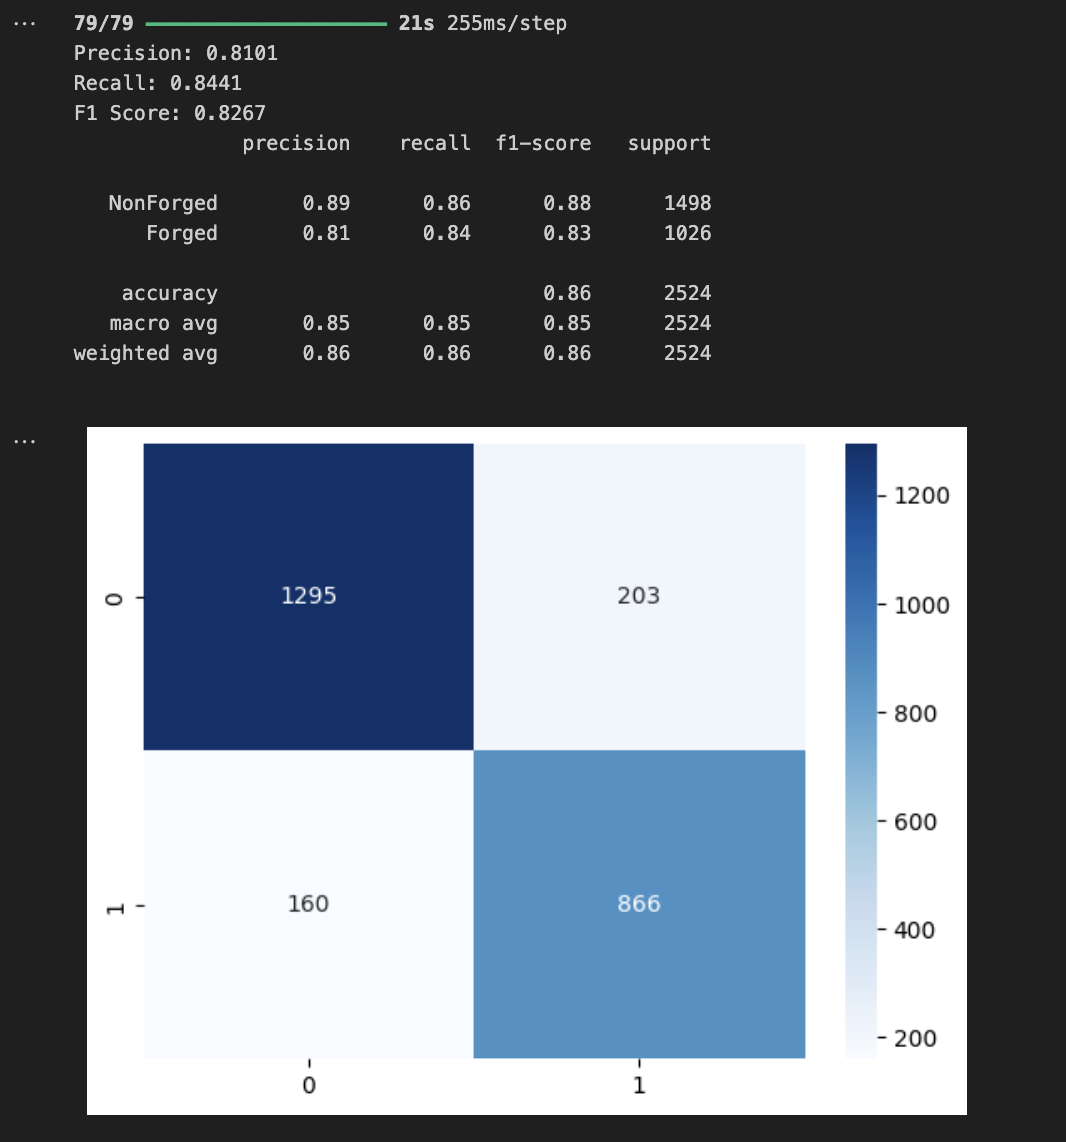 ... 79/79 ━━━━━━━━━━━━━━━━━━━━ 21s 255ms/step
Precision: 0.8101
Recall: 0.8441
F1 Score: 0.8267
precision recall f1-score support
NonForged 0.89 0.86 0.88 1498
Forged 0.81 0.84 0.83 1026
accuracy 0.86 2524
macro avg 0.85 0.85 0.85 2524
weighted avg 0.86 0.86 0.86 2524
...
1200
0 1295 203
1000
800
600
1 160 866
400
200
0 1